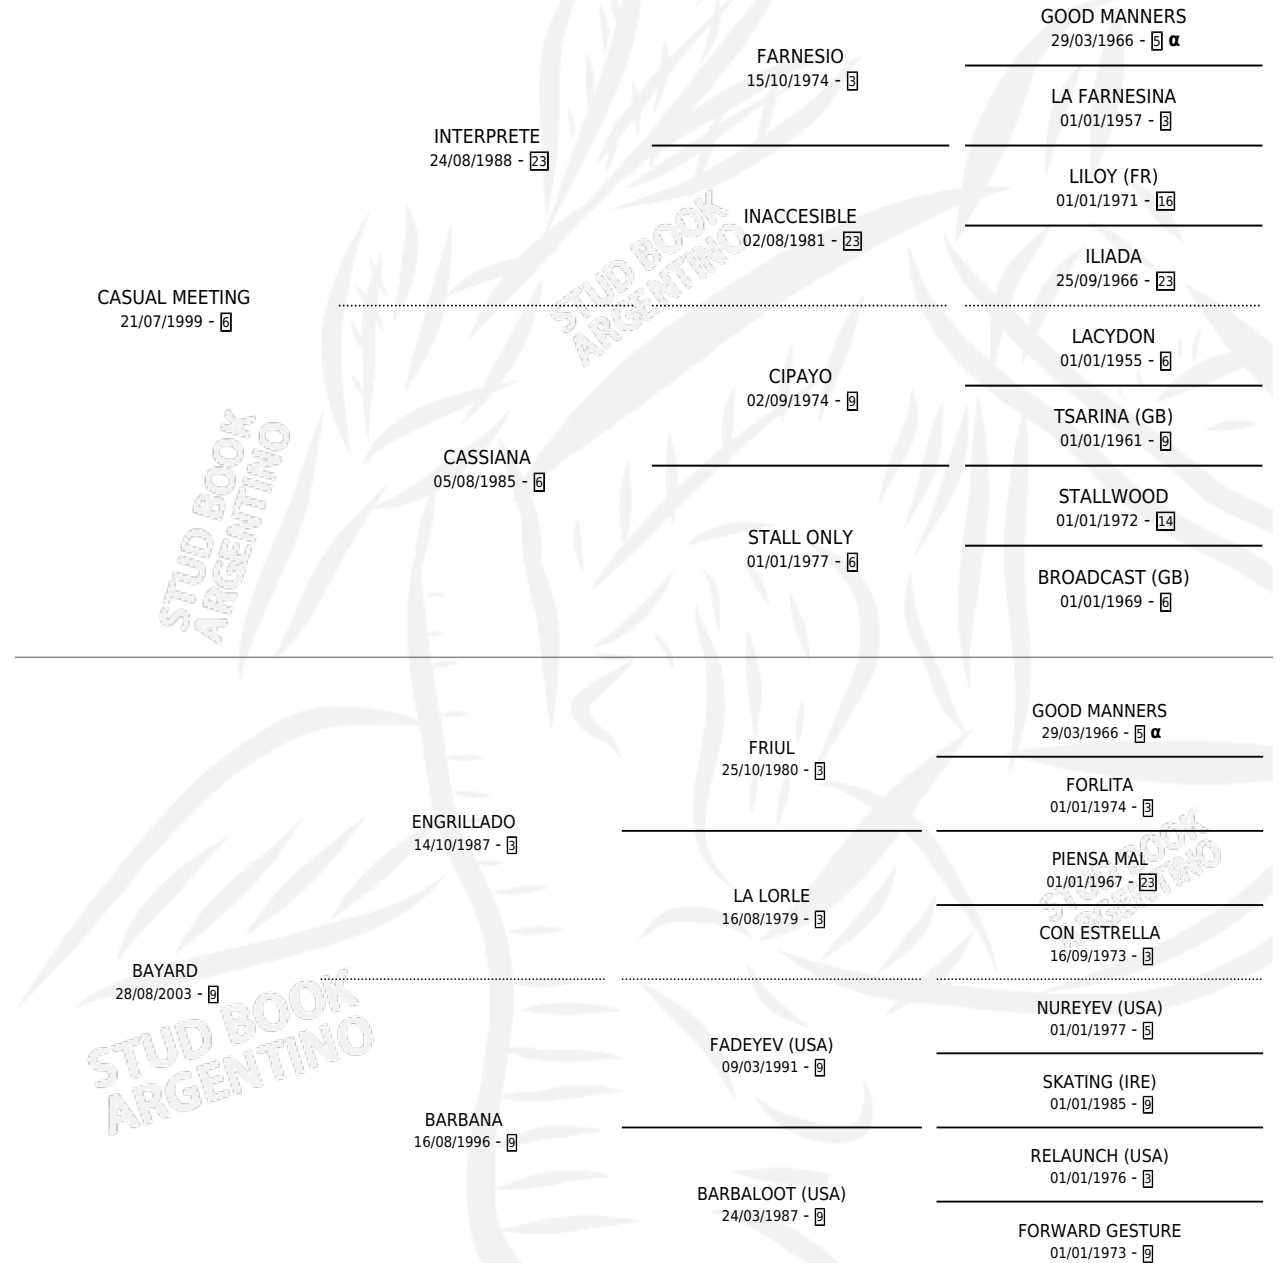 GOOD MANNERS
29/03/1966 - 5 α
FARNESIO
15/10/1974 - 3
LA FARNESINA
01/01/1957 - 3
INTERPRETE
24/08/1988 - 23
LILOY (FR)
01/01/1971 - 16
INACCESIBLE
02/08/1981 - 23
ILIADA
25/09/1966 - 23
CASUAL MEETING
21/07/1999 - 6
LACYDON
01/01/1955 - 6
CIPAYO
02/09/1974 - 9
TSARINA (GB)
01/01/1961 - 9
CASSIANA
05/08/1985 - 6
STALLWOOD
01/01/1972 - 14
STALL ONLY
01/01/1977 - 6
BROADCAST (GB)
01/01/1969 - 6
STUD BOOK
ARGENTINO
STUD BOOK
ARGENTINO
GOOD MANNERS
29/03/1966 - 5 α
FRIUL
25/10/1980 - 3
FORLITA
01/01/1974 - 3
ENGRILLADO
14/10/1987 - 3
PIENSA MAL
01/01/1967 - 23
LA LORLE
16/08/1979 - 3
CON ESTRELLA
16/09/1973 - 3
BAYARD
28/08/2003 - 9
NUREYEV (USA)
01/01/1977 - 5
FADEYEV (USA)
09/03/1991 - 9
SKATING (IRE)
01/01/1985 - 9
BARBANA
16/08/1996 - 9
RELAUNCH (USA)
01/01/1976 - 3
BARBALOOT (USA)
24/03/1987 - 9
FORWARD GESTURE
01/01/1973 - 9
STUD BOOK
ARGENTINO
STUD BOOK
ARGENTINO